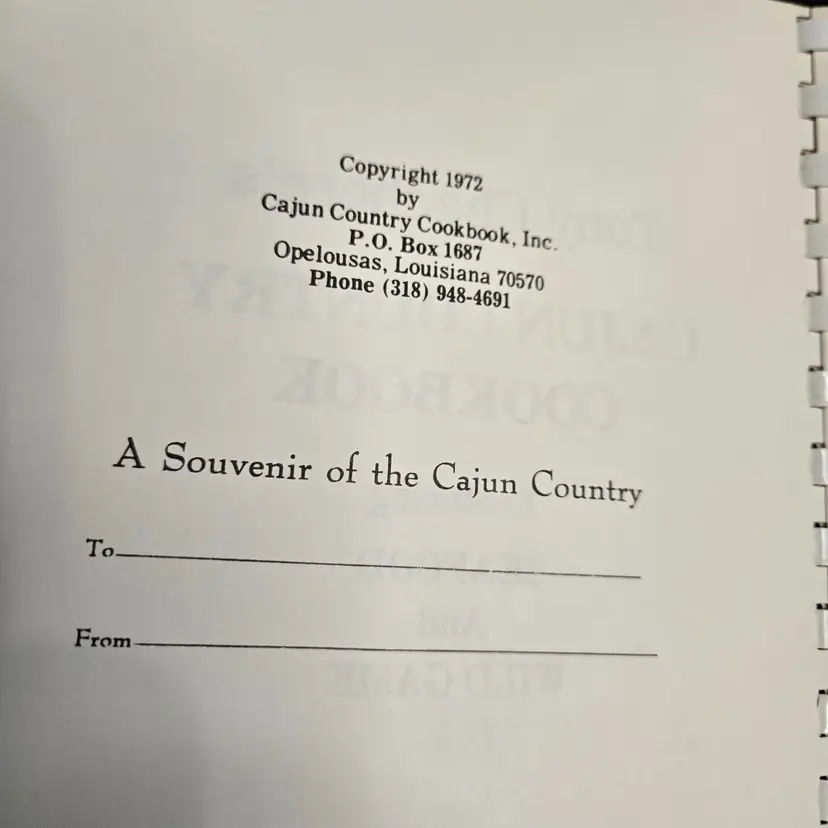 Copyright 1972
by
Cajun Country Cookbook, Inc.
P.O. Box 1687
Opelousas, Louisiana 70570
Phone (318) 948-4691
A Souvenir of the Cajun Country
To
From